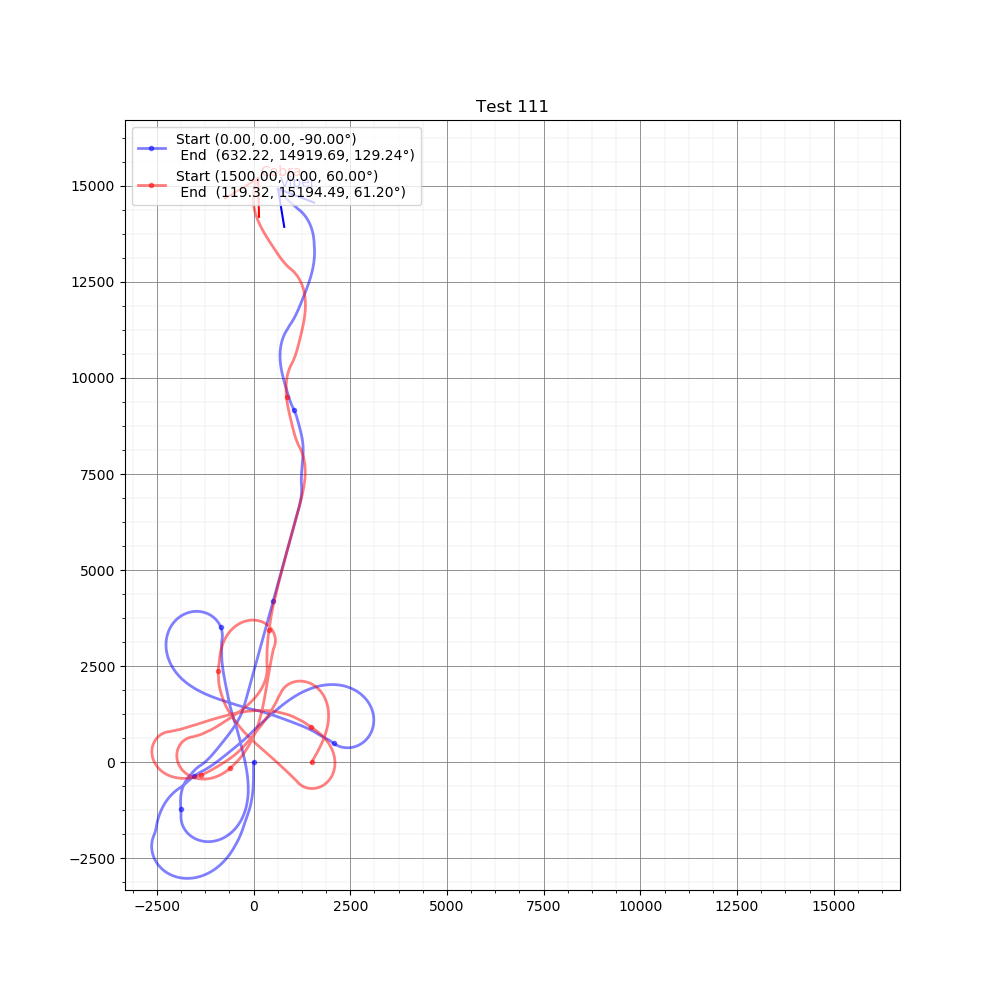 Test 111
Start (0.00, 0.00, -90.00°)
End (632.22, 14919.69, 129.24°)
Start (1500.00, 0.00, 60.00°)
End (119.32, 15194.49, 61.20°)
15000
12500
10000
7500
5000
2500
0
−2500
−2500 0 2500 5000 7500 10000 12500 15000